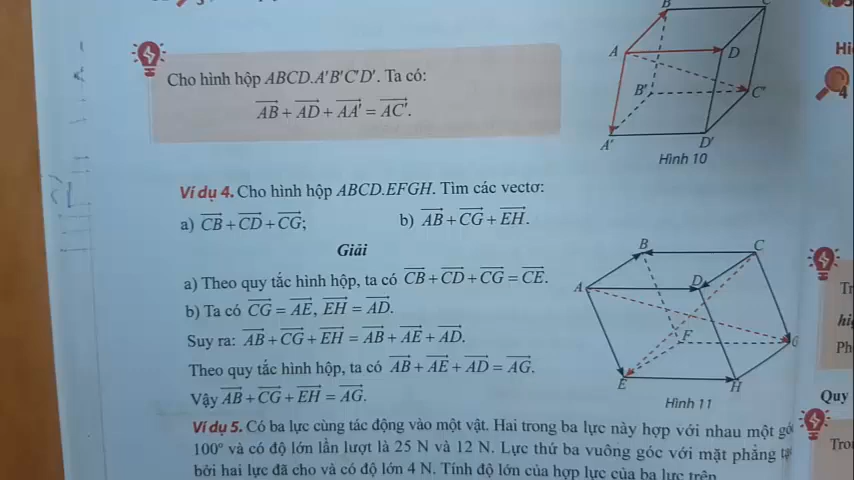 Cho hình hộp ABCD.A'B'C'D'. Ta có:
AB + AD + AA' = AC'.
B
A
D
B'
C'
A'
D'
Hình 10
Hi
4
Ví dụ 4. Cho hình hộp ABCD.EFGH. Tìm các vectơ:
a) CB + CD + CG;
b) AB + CG + EH.
Giải
a) Theo quy tắc hình hộp, ta có CB + CD + CG = CE.
b) Ta có CG = AE, EH = AD.
Suy ra: AB + CG + EH = AB + AE + AD.
Theo quy tắc hình hộp, ta có AB + AE + AD = AG.
Vậy AB + CG + EH = AG.
B
C
A
D
F
G
E
H
Hình 11
Tr
hì
Ph
Quy
Tro
Ví dụ 5. Có ba lực cùng tác động vào một vật. Hai trong ba lực này hợp với nhau một
100° và có độ lớn lần lượt là 25 N và 12 N. Lực thứ ba vuông góc với mặt phẳng
bởi hai lực đã cho và có độ lớn 4 N. Tính độ lớn của hợp lực của ba lực trên